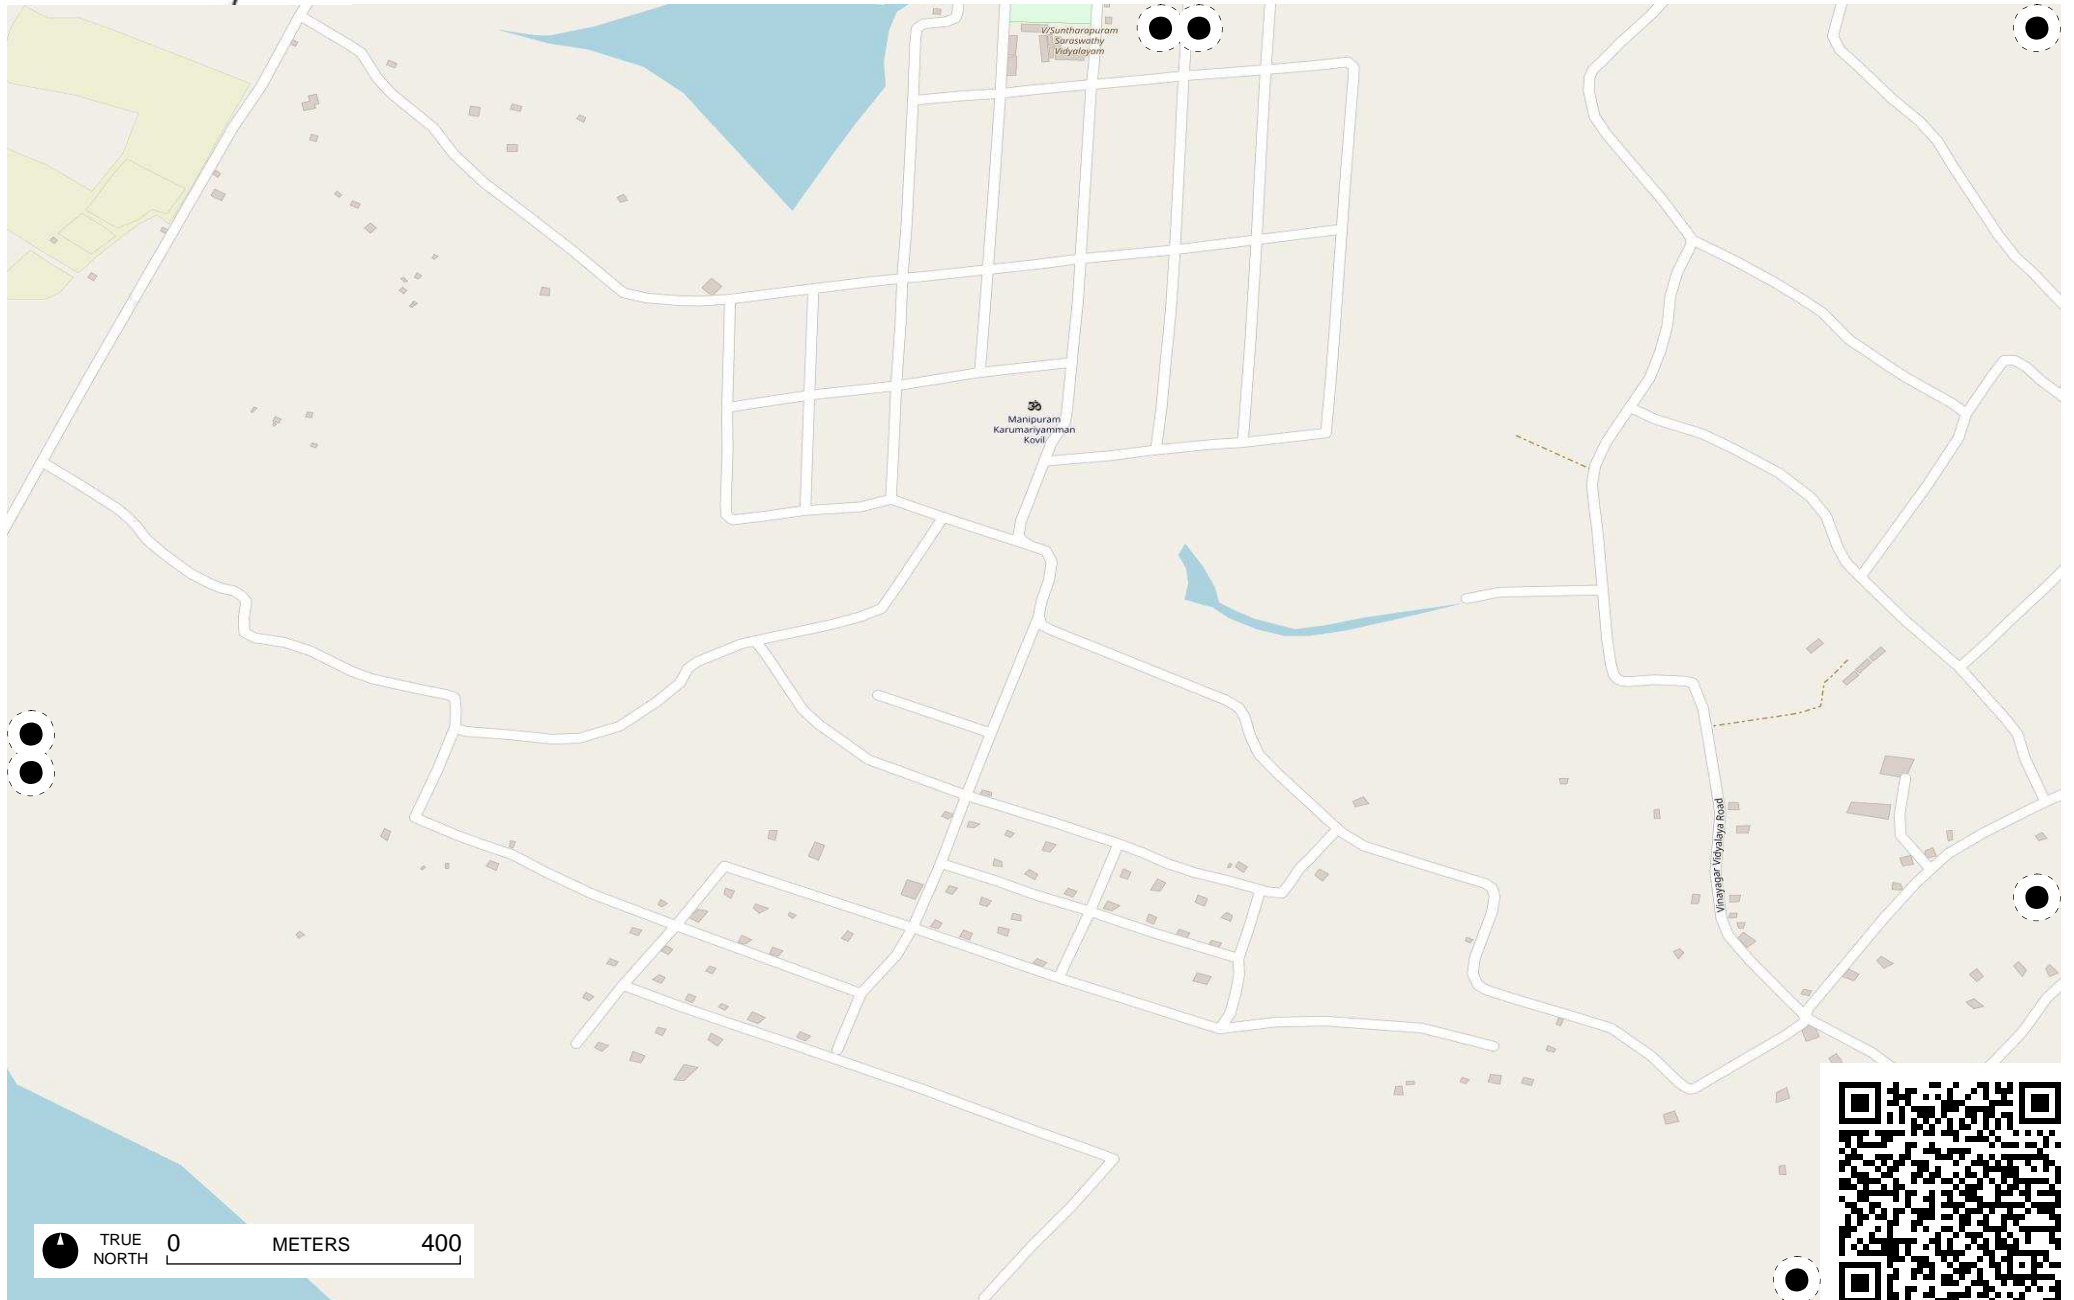 V/Suntharapuram
Saraswathy
Vidyalayam
ॐ
Manipuram
Karumariyamman
Kovil
Vinayagar Vidyalaya Road
TRUE
NORTH
0 METERS 400